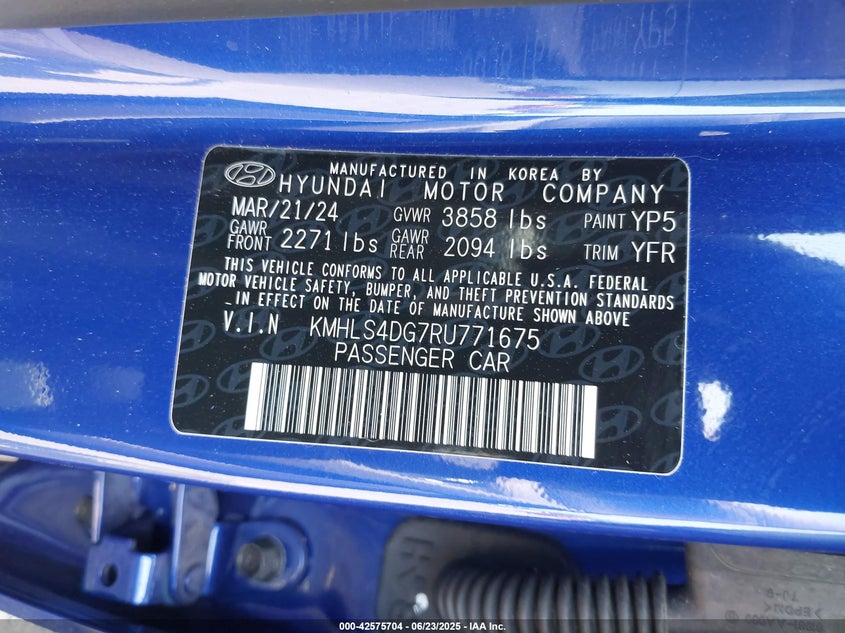 MANUFACTURED IN KOREA BY
HYUNDAI MOTOR COMPANY
MAR/21/24 GVWR 3858 lbs PAINT YP5
GAWR FRONT 2271 lbs GAWR REAR 2094 lbs TRIM YFR
THIS VEHICLE CONFORMS TO ALL APPLICABLE U.S.A. FEDERAL
MOTOR VEHICLE SAFETY, BUMPER, AND THEFT PREVENTION STANDARDS
IN EFFECT ON THE DATE OF MANUFACTURE SHOWN ABOVE.
V.I.N KMHLS4DG7RU771675
PASSENGER CAR
>EPDM<
000-42575704 - 06/23/2025 - IAA Inc.